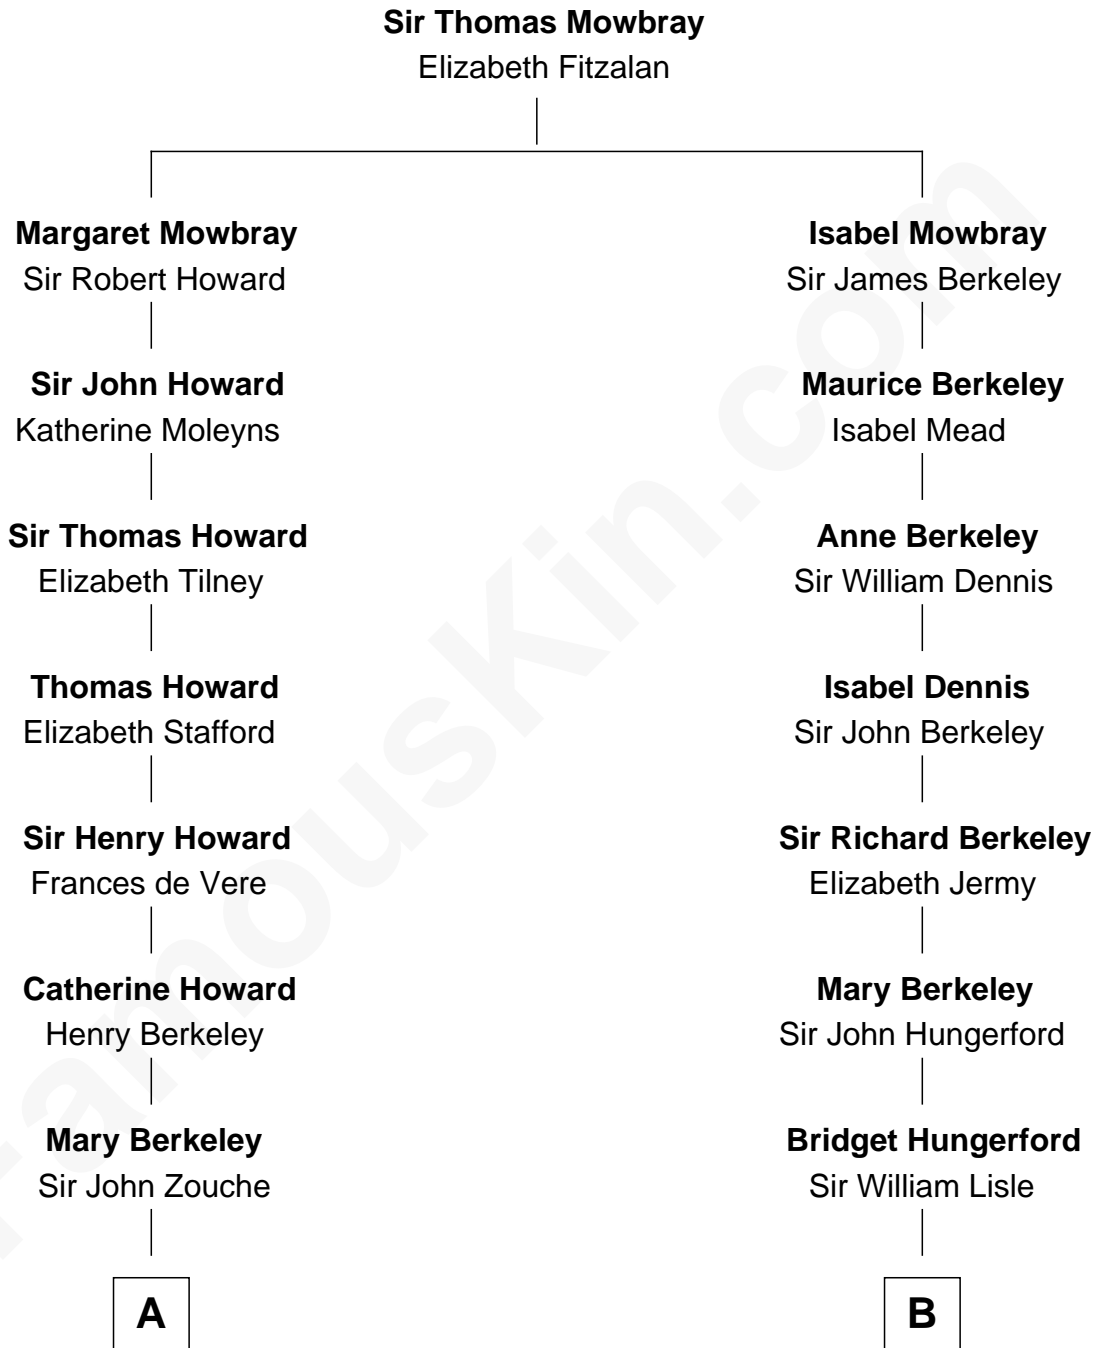 Sir Thomas Mowbray
Elizabeth Fitzalan
Margaret Mowbray
Sir Robert Howard
Sir John Howard
Katherine Moleyns
Sir Thomas Howard
Elizabeth Tilney
Thomas Howard
Elizabeth Stafford
Sir Henry Howard
Frances de Vere
Catherine Howard
Henry Berkeley
Mary Berkeley
Sir John Zouche
A
Isabel Mowbray
Sir James Berkeley
Maurice Berkeley
Isabel Mead
Anne Berkeley
Sir William Dennis
Isabel Dennis
Sir John Berkeley
Sir Richard Berkeley
Elizabeth Jermy
Mary Berkeley
Sir John Hungerford
Bridget Hungerford
Sir William Lisle
B
FamousKin.com